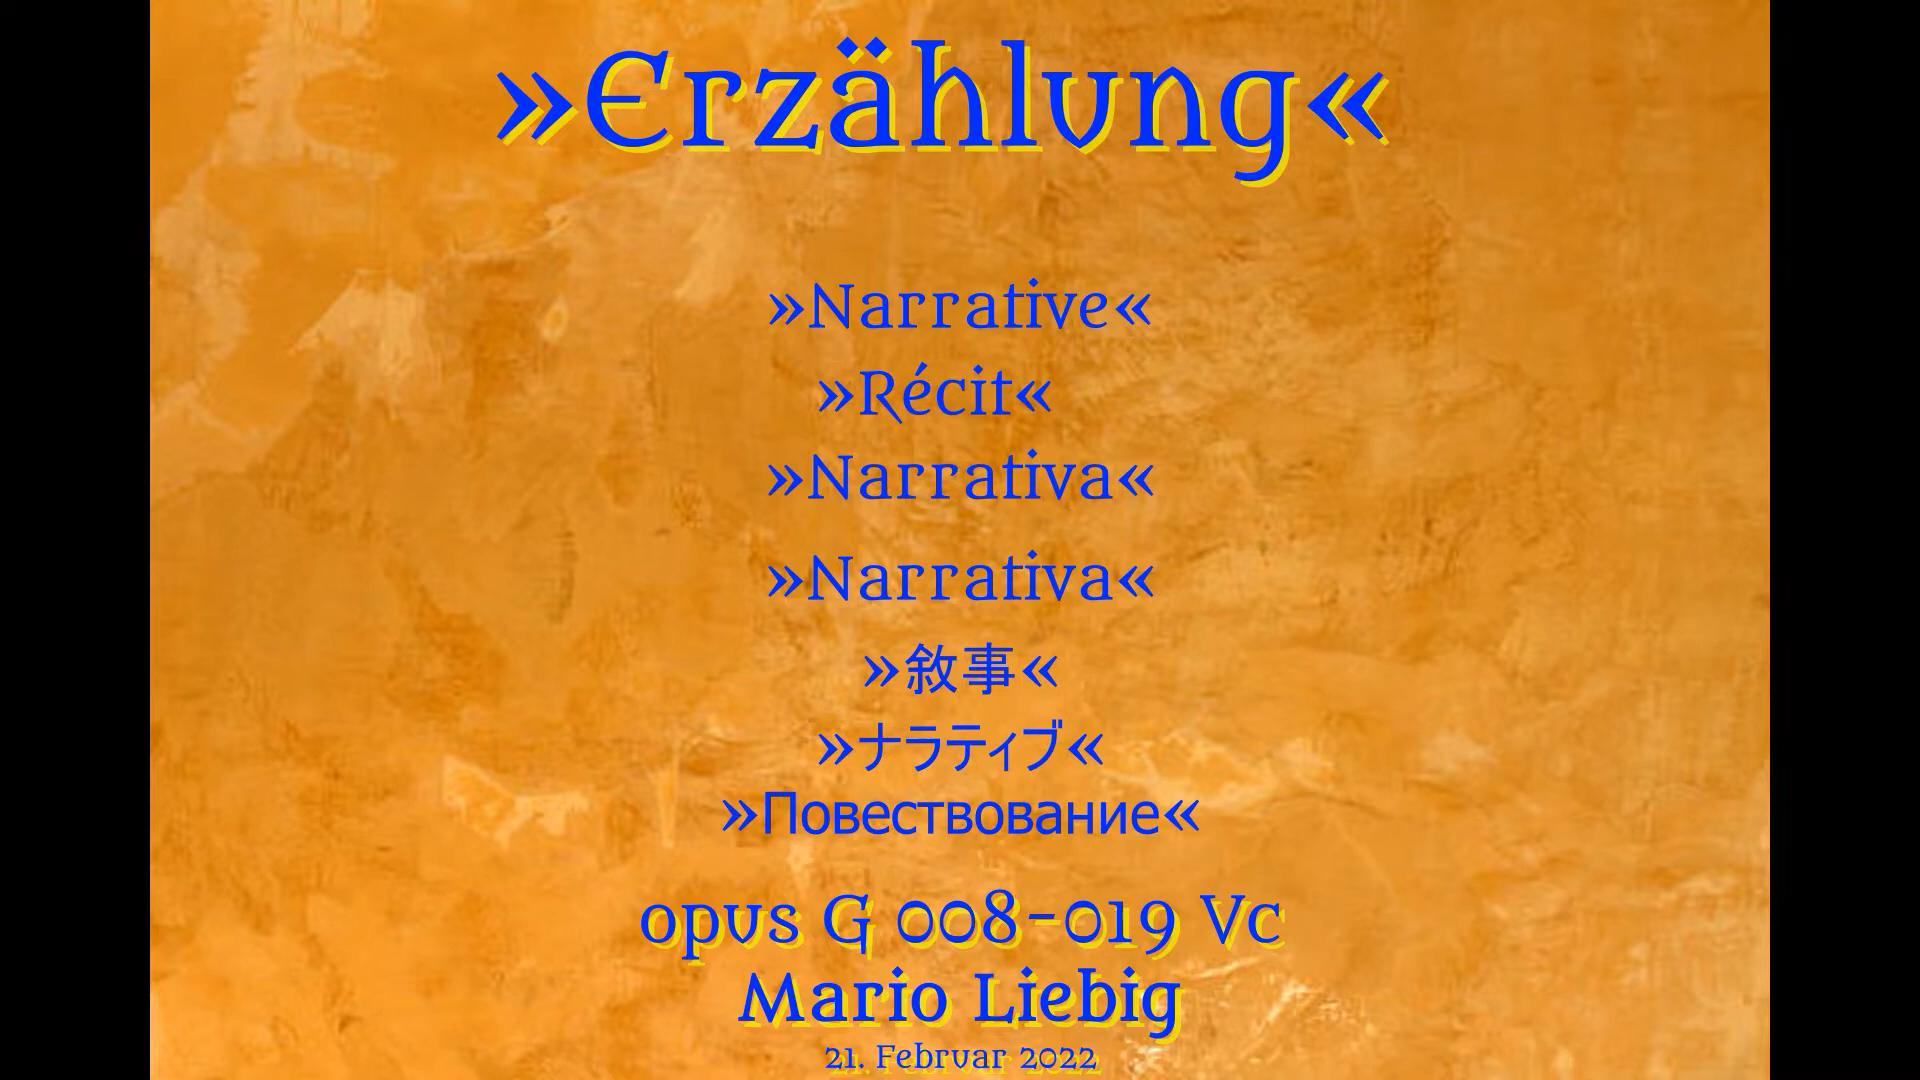 »Erzählung«
»Narrative«
»Récit«
»Narrativa«
»Narrativa«
»敘事«
»ナラティブ«
»Повествование«
opus G 008-019 Vc
Mario Liebig
21. Februar 2022